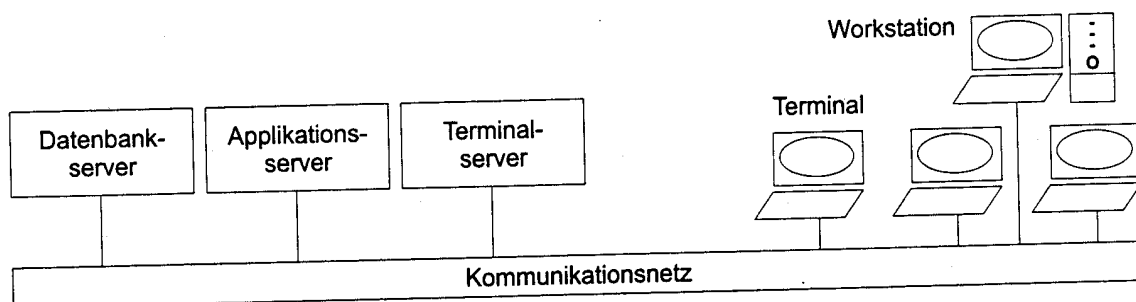 Workstation
Terminal
Datenbank-
server
Applikations-
server
Terminal-
server
Kommunikationsnetz